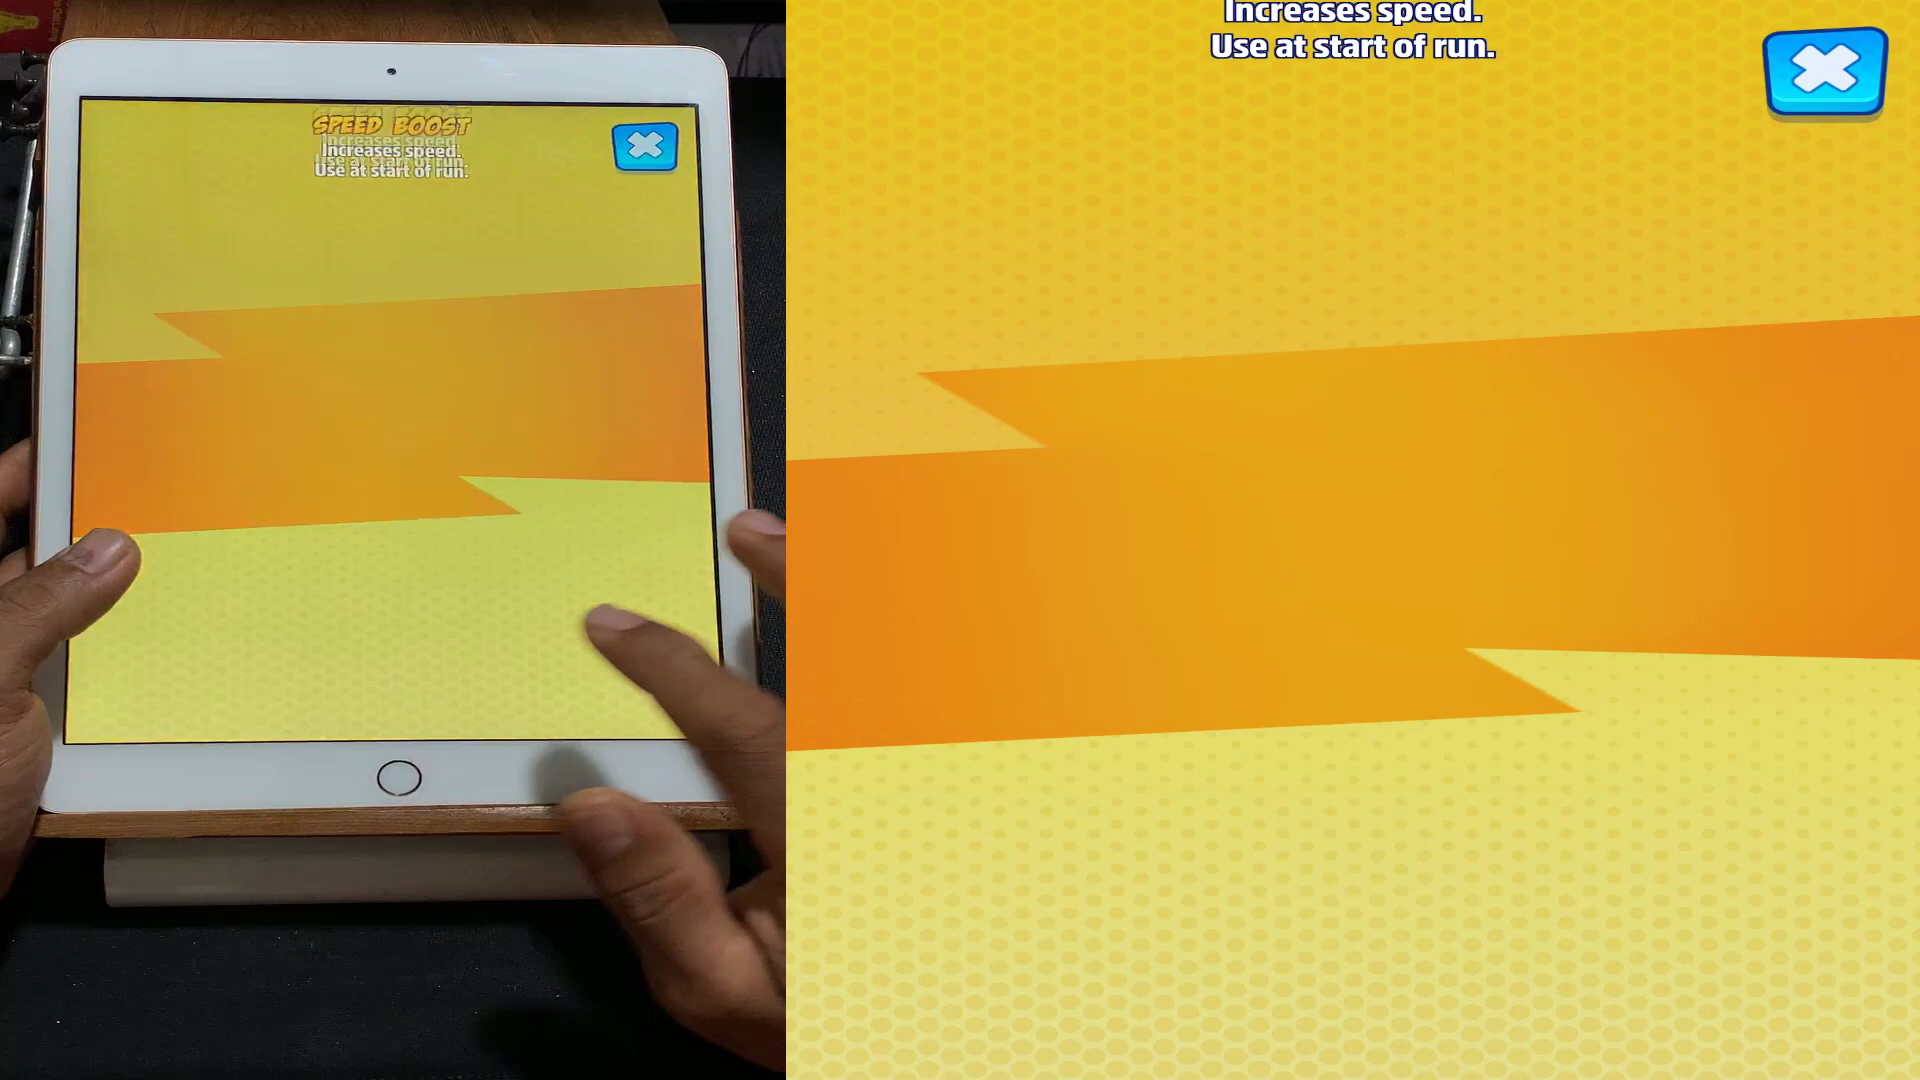 SPEED BOOST
Increases speed.
Use at start of run.
Increases speed.
Use at start of run.